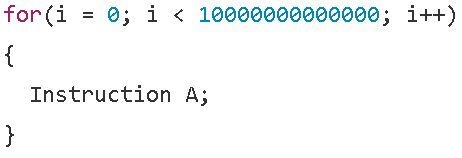 for(i = 0; i < 10000000000000; i++)
{
Instruction A;
}